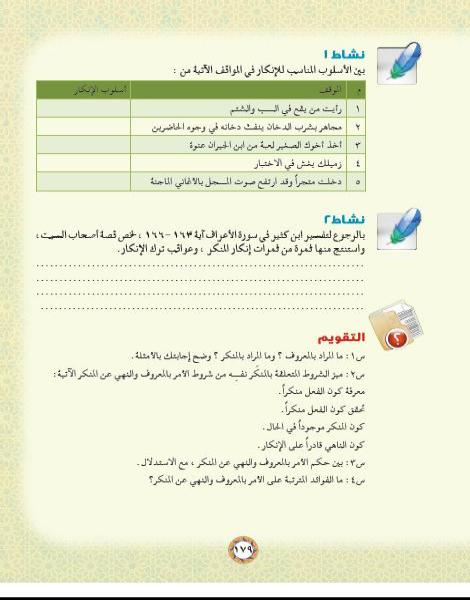 نشاط ١
بين الأسلوب المناسب للإنكار في المواقف الآتية من :
م الموقف أسلوب الإنكار
١ رأيت من يقع في السب والشتم
٢ مجاهر بشرب الدخان ينفث دخانه في وجوه الحاضرين
٣ أخذ أخوك الصغير لعبة من ابن الجيران عنوة
٤ زميلك يغش في الاختبار
٥ دخلت متجراً وقد ارتفع صوت المسجل بالأغاني الماجنة
نشاط ٢
بالرجوع لتفسير ابن كثير في سورة الأعراف آية ١٦٣-١٦٦ ، لخص قصة أصحاب السبت ،
واستنتج منها ثمرة من ثمرات إنكار المنكر ، وعواقب ترك الإنكار.
التقويم
س١ : ما المراد بالمعروف ؟ وما المراد بالمنكر ؟ وضح إجابتك بالأمثلة .
س٢ : ميز الشروط المتعلقة بالمنكَر نفسِه من شروط الأمر بالمعروف والنهي عن المنكر الآتية :
معرفة كون الفعل منكراً .
تحقق كون الفعل منكراً .
كون المنكر موجوداً في الحال .
كون الناهي قادراً على الإنكار .
س٣ : بين حكم الأمر بالمعروف والنهي عن المنكر ، مع الاستدلال .
س٤ : ما الفوائد المترتبة على الأمر بالمعروف والنهي عن المنكر؟
١٧٩